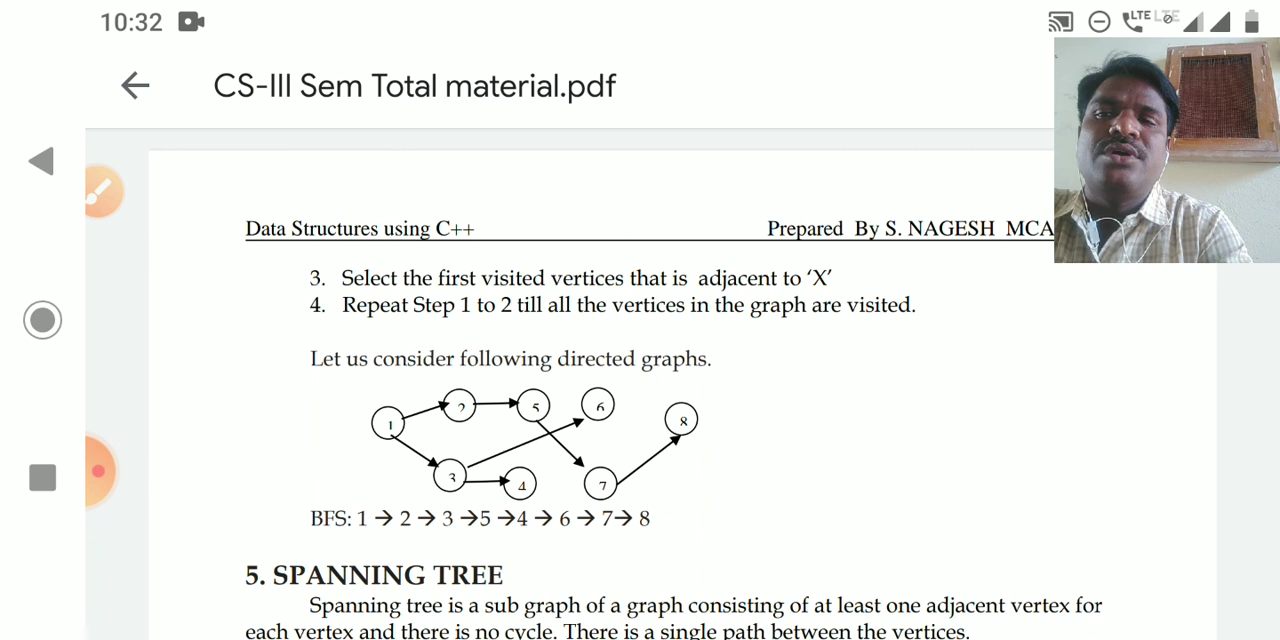 10:32
LTE LTE
CS-III Sem Total material.pdf
Data Structures using C++ Prepared By S. NAGESH MCA
3. Select the first visited vertices that is adjacent to ‘X’
4. Repeat Step 1 to 2 till all the vertices in the graph are visited.
Let us consider following directed graphs.
1 2 5 6 8
3 4 7
BFS: 1 → 2 → 3 →5 →4 → 6 → 7→ 8
5. SPANNING TREE
Spanning tree is a sub graph of a graph consisting of at least one adjacent vertex for
each vertex and there is no cycle. There is a single path between the vertices.